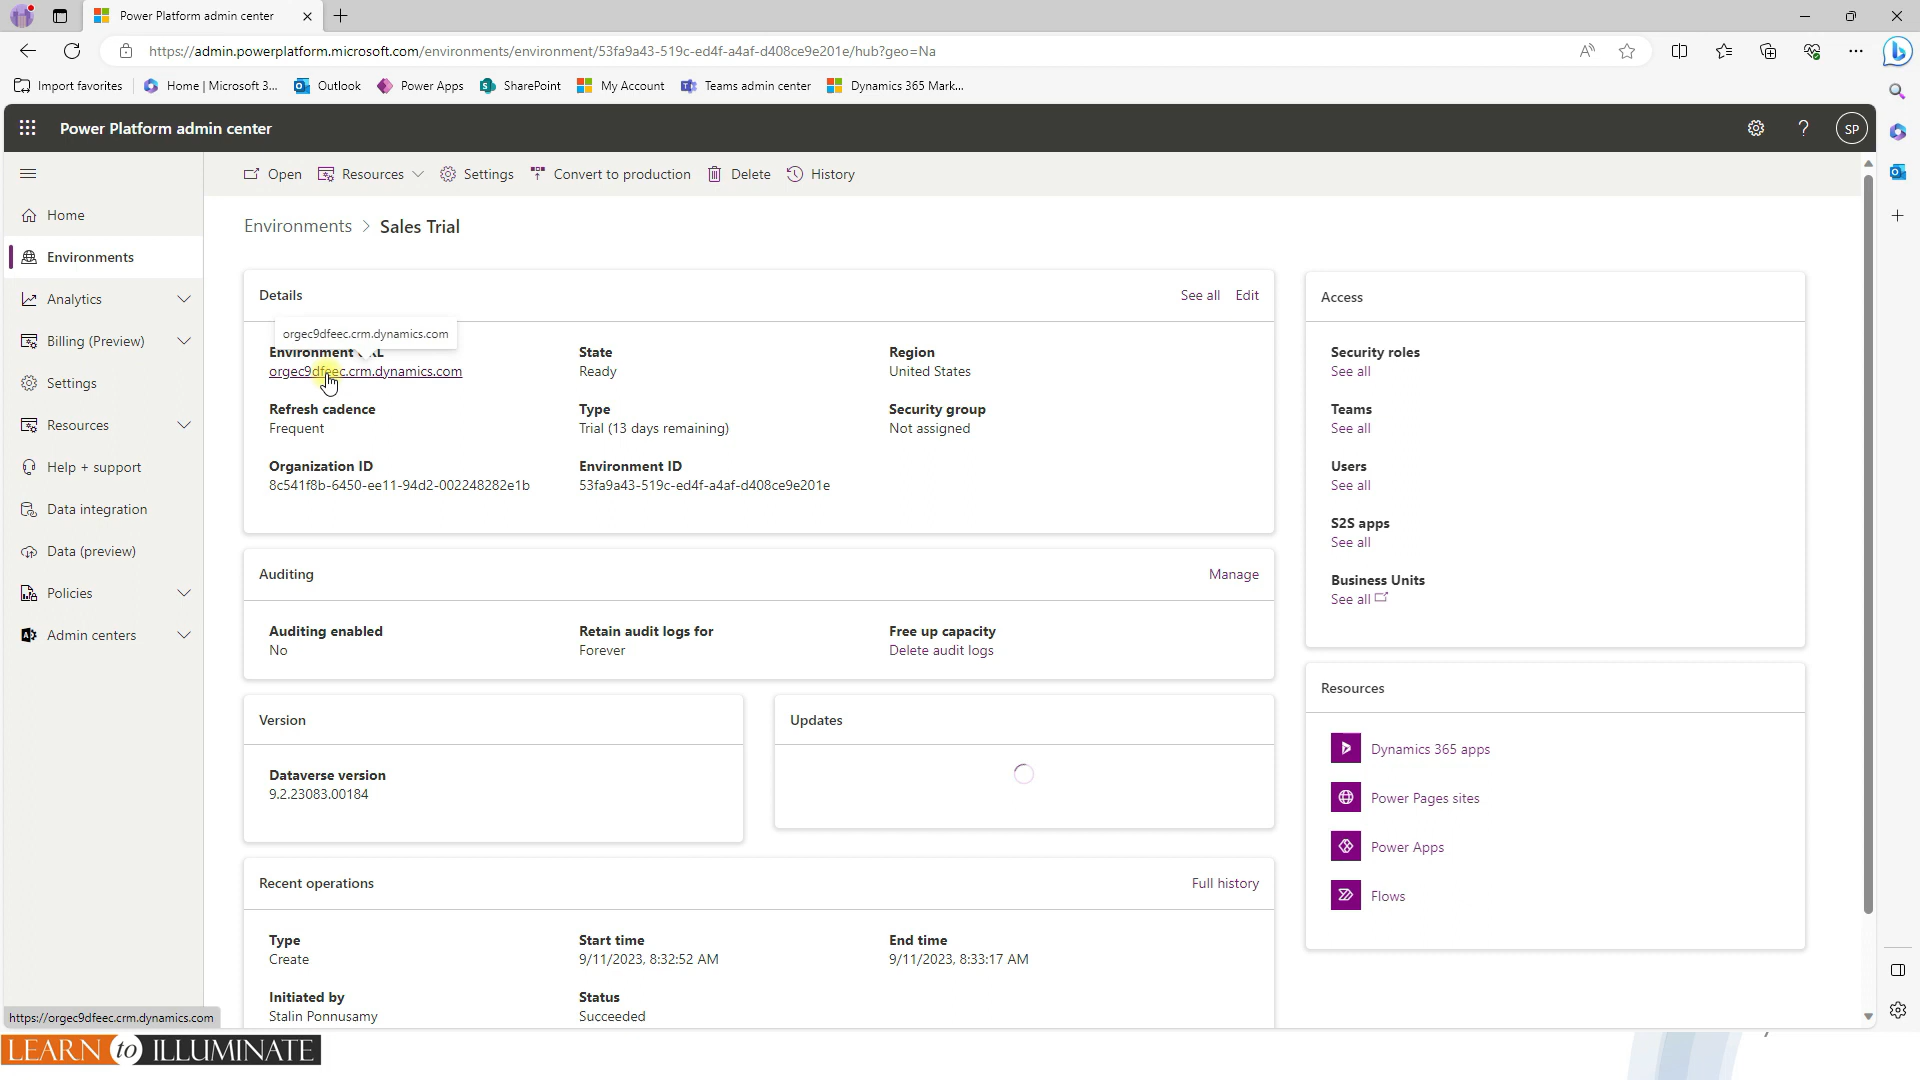 Power Platform admin center
https://admin.powerplatform.microsoft.com/environments/environment/53fa9a43-519c-ed4f-a4af-d408ce9e201e/hub?geo=Na
Import favorites
Home | Microsoft 3...
Outlook
Power Apps
SharePoint
My Account
Teams admin center
Dynamics 365 Mark...
Power Platform admin center
SP
Open
Resources
Settings
Convert to production
Delete
History
Home
Environments
Analytics
Billing (Preview)
Settings
Resources
Help + support
Data integration
Data (preview)
Policies
Admin centers
Environments > Sales Trial
Details
See all
Edit
orgec9dfeec.crm.dynamics.com
Environment URL
orgec9dfeec.crm.dynamics.com
State
Ready
Region
United States
Refresh cadence
Frequent
Type
Trial (13 days remaining)
Security group
Not assigned
Organization ID
8c541f8b-6450-ee11-94d2-002248282e1b
Environment ID
53fa9a43-519c-ed4f-a4af-d408ce9e201e
Auditing
Manage
Auditing enabled
No
Retain audit logs for
Forever
Free up capacity
Delete audit logs
Version
Dataverse version
9.2.23083.00184
Updates
Recent operations
Full history
Type
Create
Start time
9/11/2023, 8:32:52 AM
End time
9/11/2023, 8:33:17 AM
Initiated by
Stalin Ponnusamy
Status
Succeeded
Access
Security roles
See all
Teams
See all
Users
See all
S2S apps
See all
Business Units
See all
Resources
Dynamics 365 apps
Power Pages sites
Power Apps
Flows
https://orgec9dfeec.crm.dynamics.com
LEARN to ILLUMINATE